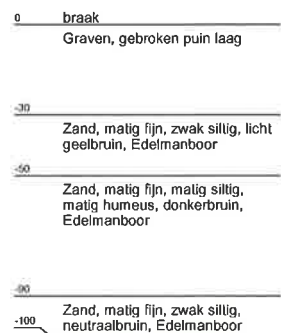 0 braak
Graven, gebroken puin laag
-30
Zand, matig fijn, zwak siltig, licht
geelbruin, Edelmanboor
-50
Zand, matig fijn, matig siltig,
matig humeus, donkerbruin,
Edelmanboor
-90
Zand, matig fijn, zwak siltig,
-100 neutraalbruin, Edelmanboor